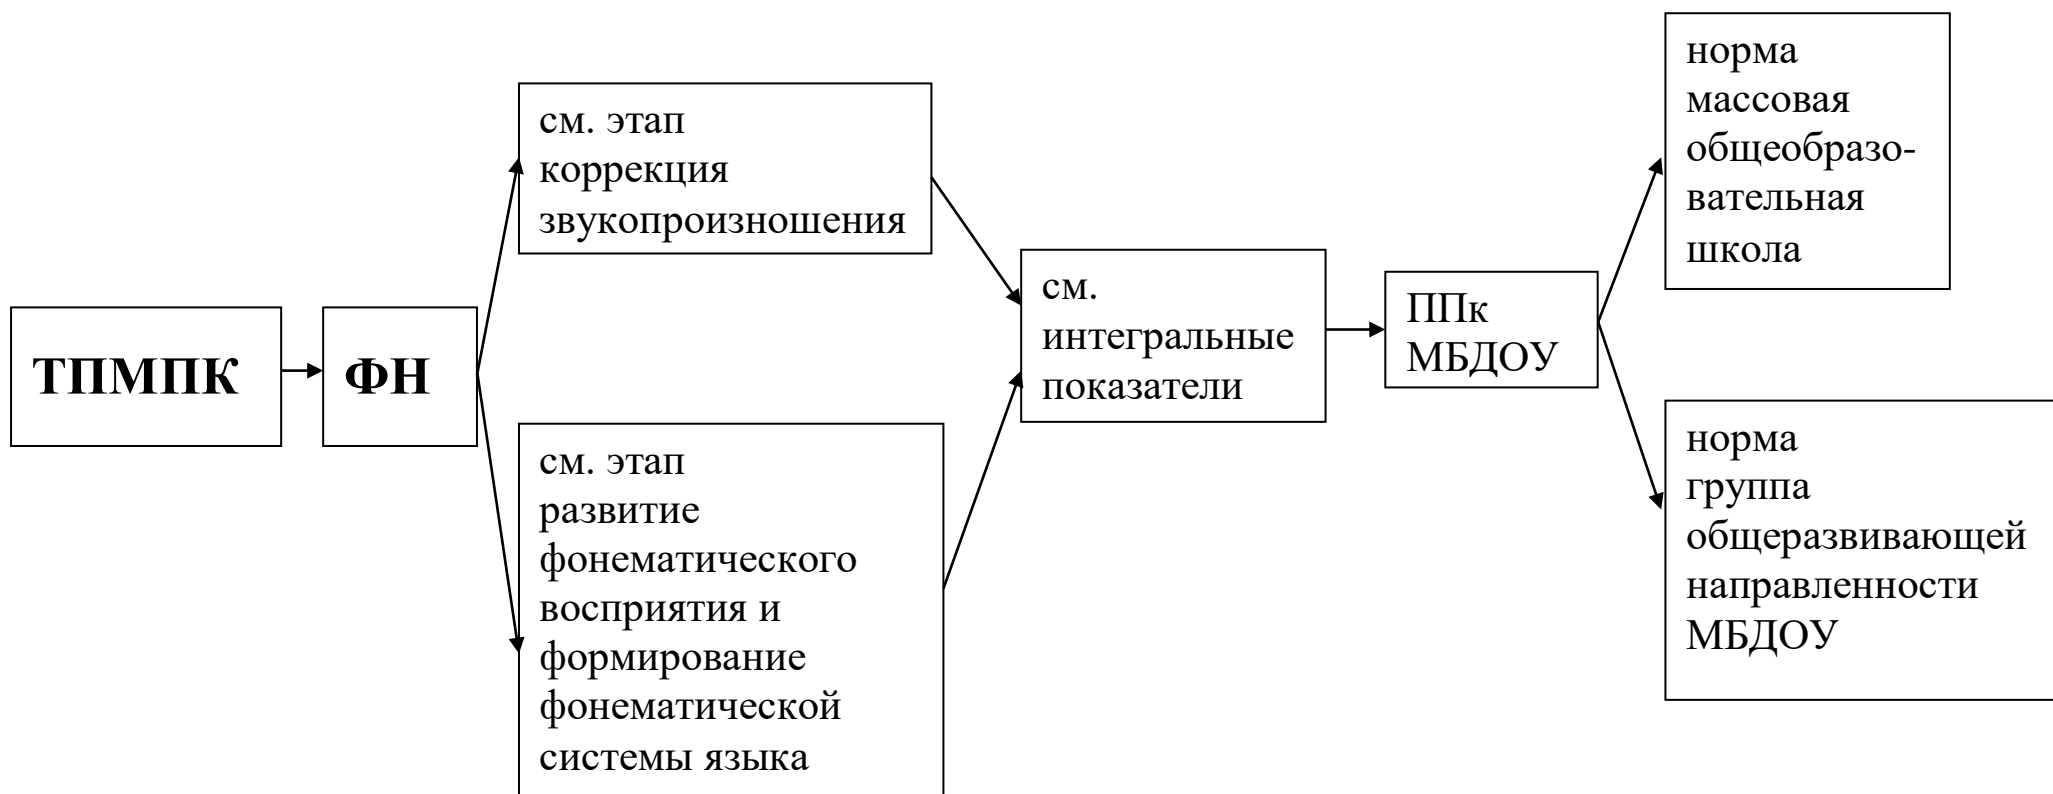 ТПМПК
ФН
см. этап
коррекция
звукопроизношения
см. этап
развитие
фонематического
восприятия и
формирование
фонематической
системы языка
см.
интегральные
показатели
ППк
МБДОУ
норма
массовая
общеобразо-
вательная
школа
норма
группа
общеразвивающей
направленности
МБДОУ